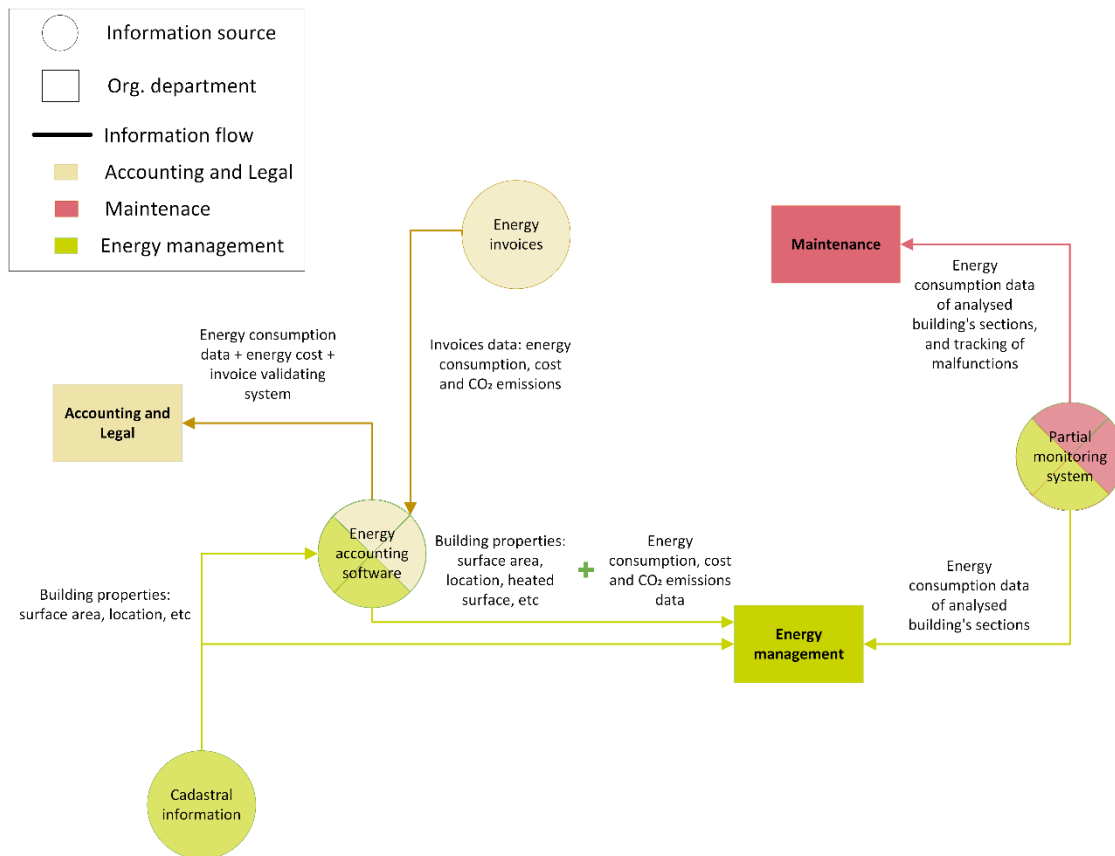 Information source
Org. department
Information flow
Accounting and Legal
Maintenace
Energy management
Energy
invoices
Maintenance
Energy
consumption data
of analysed
building's sections,
and tracking of
malfunctions
Energy consumption
data + energy cost +
invoice validating
system
Invoices data: energy
consumption, cost
and CO₂ emissions
Accounting and
Legal
Partial
monitoring
system
Energy
accounting
software
Building properties:
surface area,
location, heated
surface, etc
+
Energy
consumption, cost
and CO₂ emissions
data
Energy
consumption data
of analysed
building's sections
Building properties:
surface area, location, etc
Energy
management
Cadastral
information